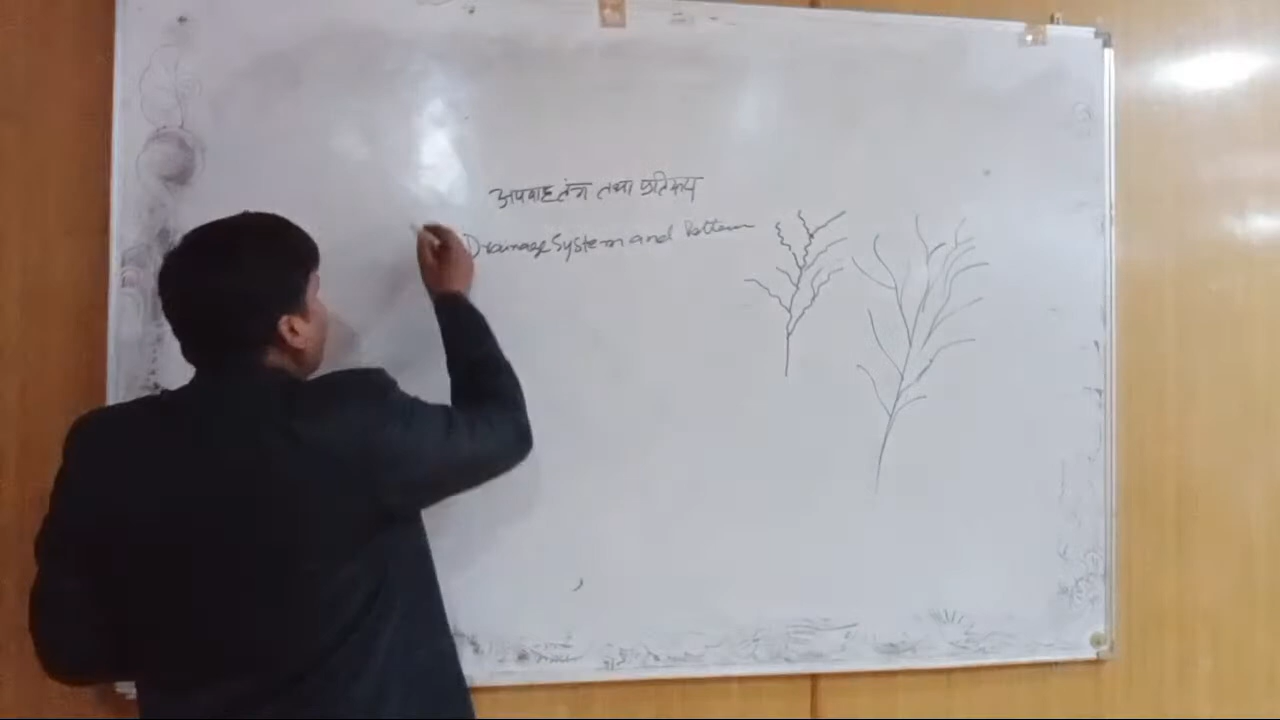 अपवाह तंत्र तथा प्रतिरूप
Drainage System and Pattern